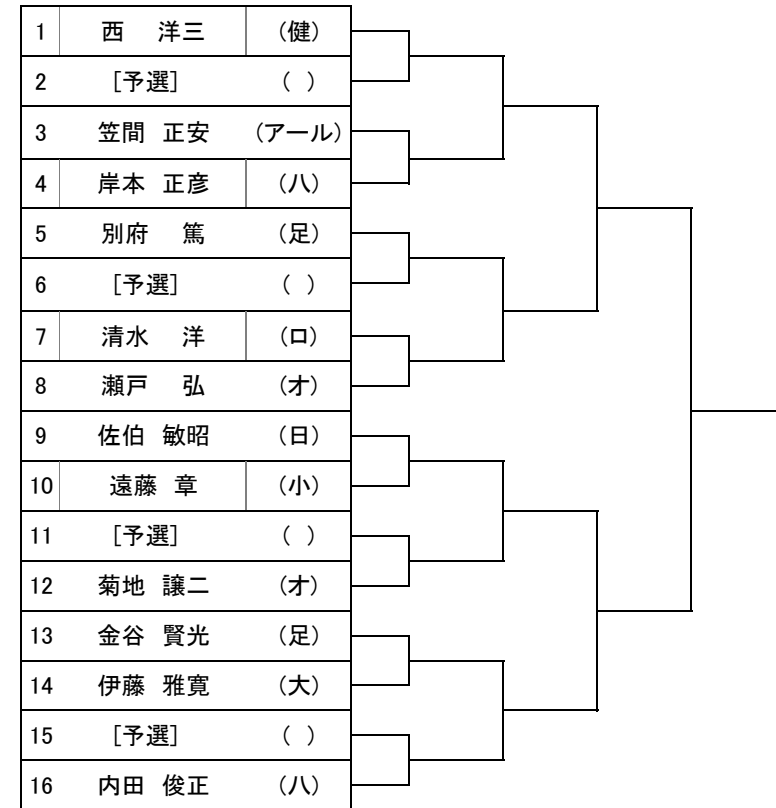 1 西 洋三 (健)
2 [予選] ( )
3 笠間 正安 (アール)
4 岸本 正彦 (八)
5 別府 篤 (足)
6 [予選] ( )
7 清水 洋 (ロ)
8 瀬戸 弘 (才)
9 佐伯 敏昭 (日)
10 遠藤 章 (小)
11 [予選] ( )
12 菊地 譲二 (才)
13 金谷 賢光 (足)
14 伊藤 雅寛 (大)
15 [予選] ( )
16 内田 俊正 (八)